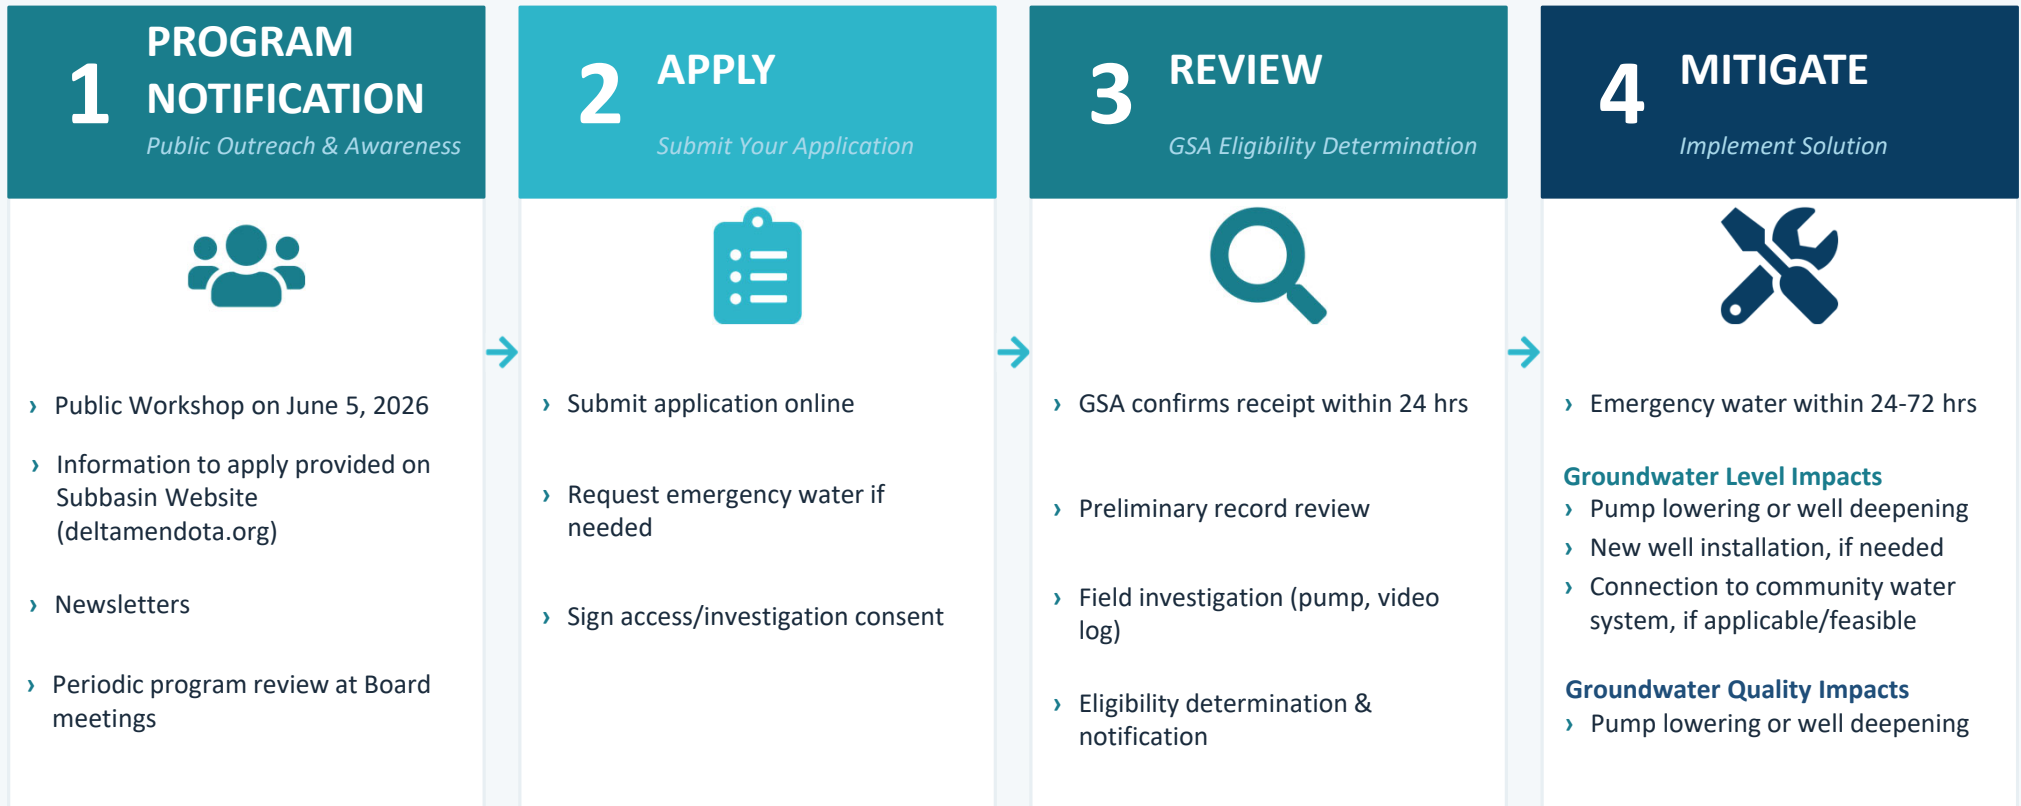 1
PROGRAM
NOTIFICATION
Public Outreach & Awareness
› Public Workshop on June 5, 2026
› Information to apply provided on
Subbasin Website
(deltamendota.org)
› Newsletters
› Periodic program review at Board
meetings
2
APPLY
Submit Your Application
› Submit application online
› Request emergency water if
needed
› Sign access/investigation consent
3
REVIEW
GSA Eligibility Determination
› GSA confirms receipt within 24 hrs
› Preliminary record review
› Field investigation (pump, video
log)
› Eligibility determination &
notification
4
MITIGATE
Implement Solution
› Emergency water within 24-72 hrs
Groundwater Level Impacts
› Pump lowering or well deepening
› New well installation, if needed
› Connection to community water
system, if applicable/feasible
Groundwater Quality Impacts
› Pump lowering or well deepening